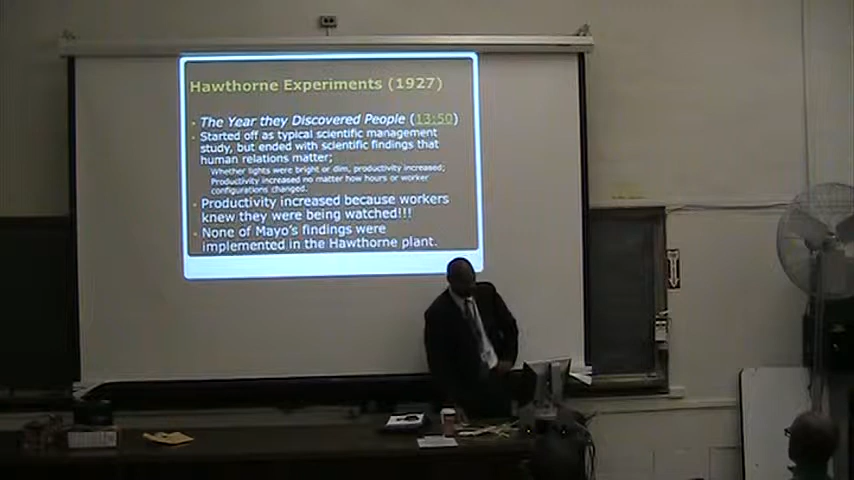 Hawthorne Experiments (1927)
The Year they Discovered People (13:50)
Started off as typical scientific management
study, but ended with scientific findings that
human relations matter;
Whether lights were bright or dim, productivity increased;
Productivity increased no matter how hours or worker
configurations changed.
Productivity increased because workers
knew they were being watched!!!
None of Mayo's findings were
implemented in the Hawthorne plant.